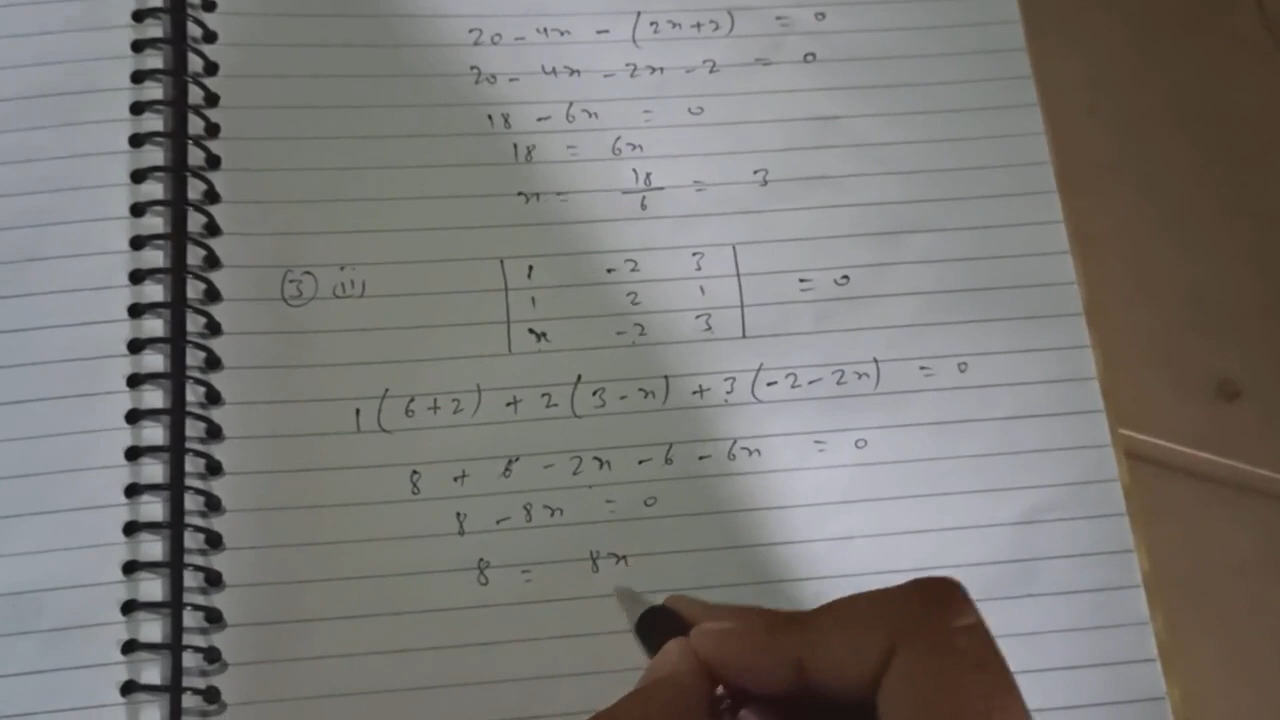 20 - 4x - (2x+2) = 0
20 - 4x - 2x - 2 = 0
18 - 6x = 0
18 = 6x
x = 18/6 = 3
③ (ii) | 1 -2 3 | = 0
| 1 2 1 |
| x -2 3 |
1(6+2) + 2(3-x) + 3(-2-2x) = 0
8 + 6 - 2x - 6 - 6x = 0
8 - 8x = 0
8 = 8x